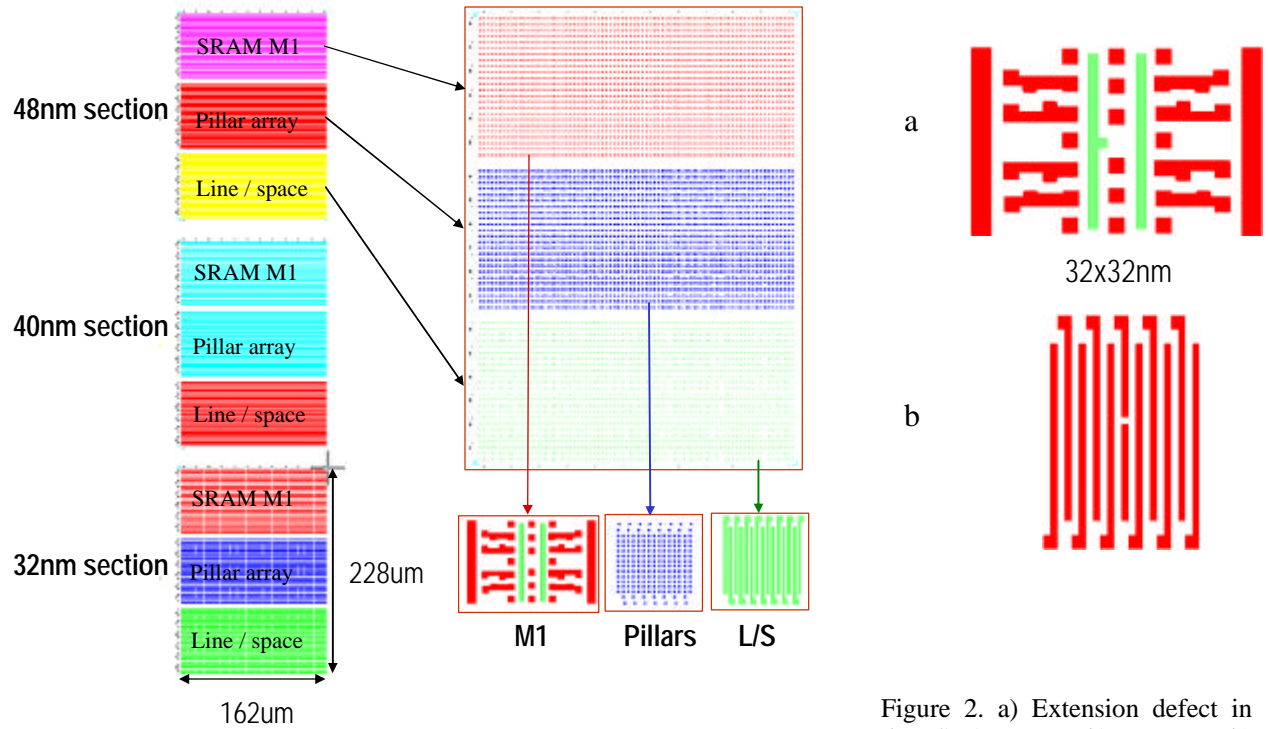 SRAM M1
48nm section
Pillar array
Line / space
SRAM M1
40nm section
Pillar array
Line / space
SRAM M1
32nm section
Pillar array
228um
Line / space
162um
M1
Pillars
L/S
a
32x32nm
b
Figure 2. a) Extension defect in